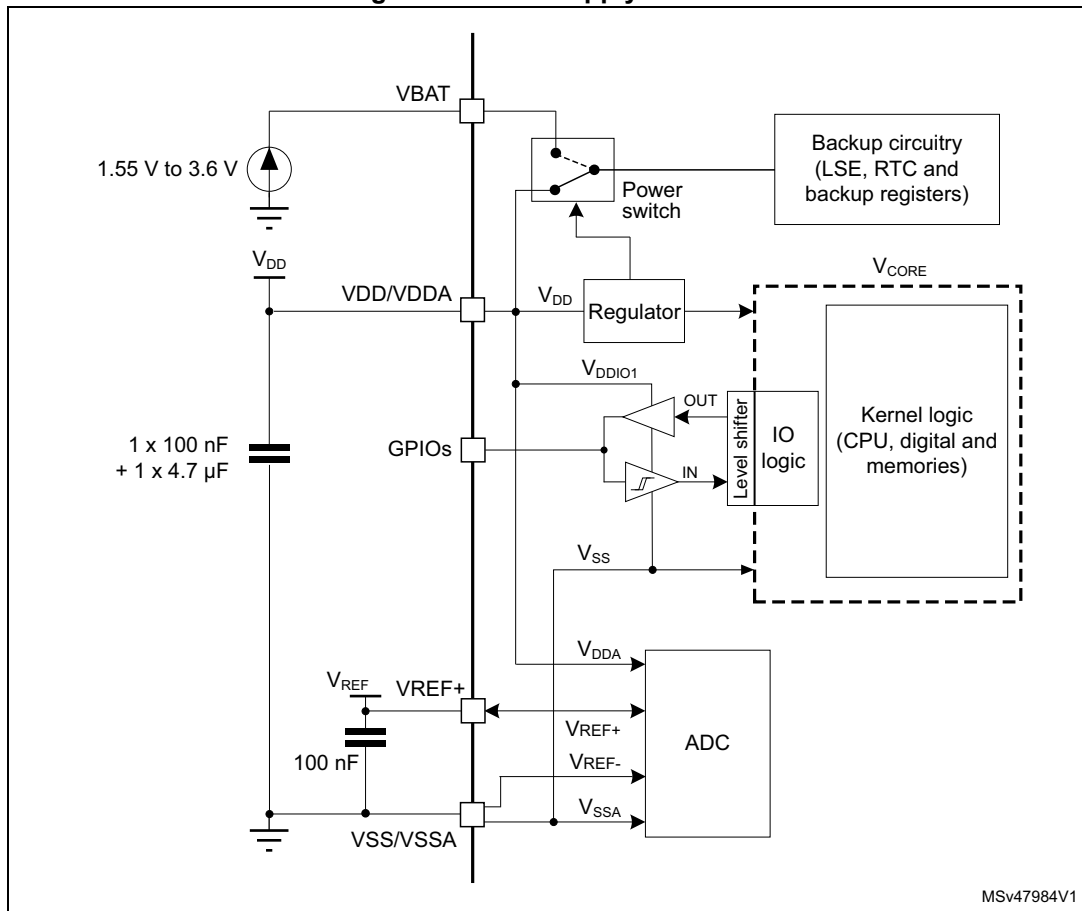 VBAT
1.55 V to 3.6 V
Power
switch
Backup circuitry
(LSE, RTC and
backup registers)
VDD
VDD/VDDA
VDD
Regulator
VCORE
VDDIO1
OUT
GPIOs
IN
Level shifter
IO
logic
Kernel logic
(CPU, digital and
memories)
1 x 100 nF
+ 1 x 4.7 µF
VSS
VDDA
VREF
VREF+
VREF+
100 nF
VREF-
ADC
VSSA
VSS/VSSA
MSv47984V1